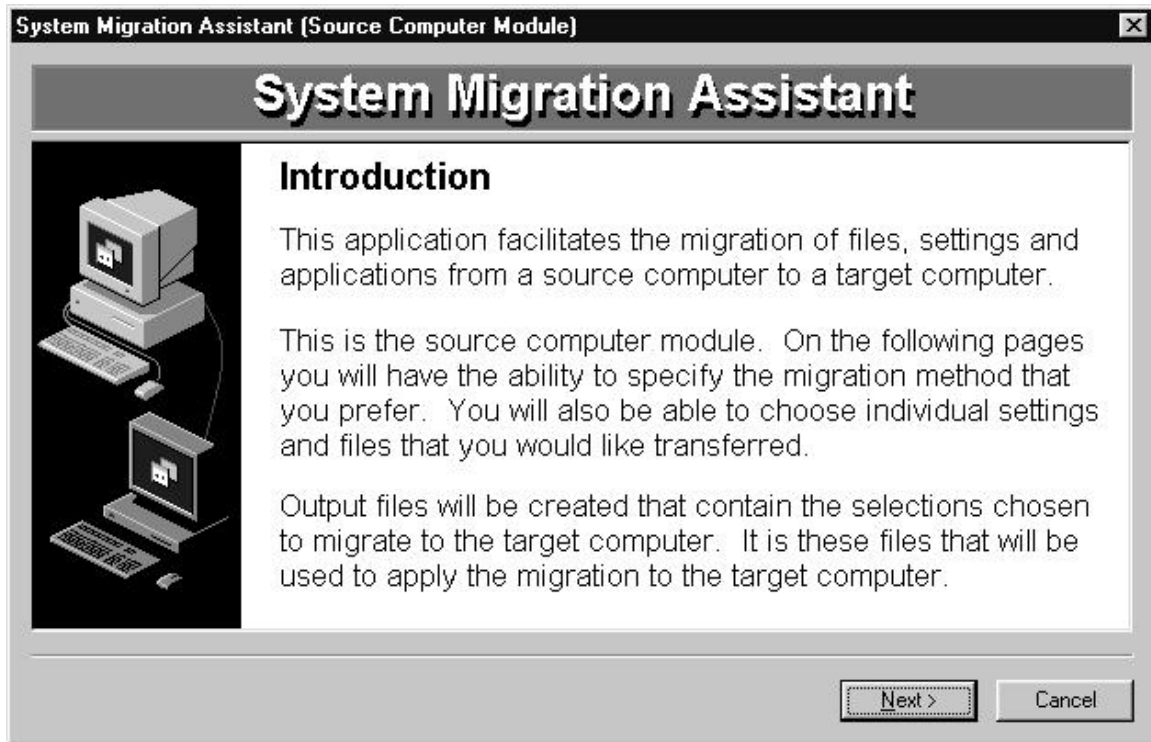 System Migration Assistant (Source Computer Module)
System Migration Assistant
Introduction
This application facilitates the migration of files, settings and
applications from a source computer to a target computer.
This is the source computer module.  On the following pages
you will have the ability to specify the migration method that
you prefer.  You will also be able to choose individual settings
and files that you would like transferred.
Output files will be created that contain the selections chosen
to migrate to the target computer.  It is these files that will be
used to apply the migration to the target computer.
Next >
Cancel